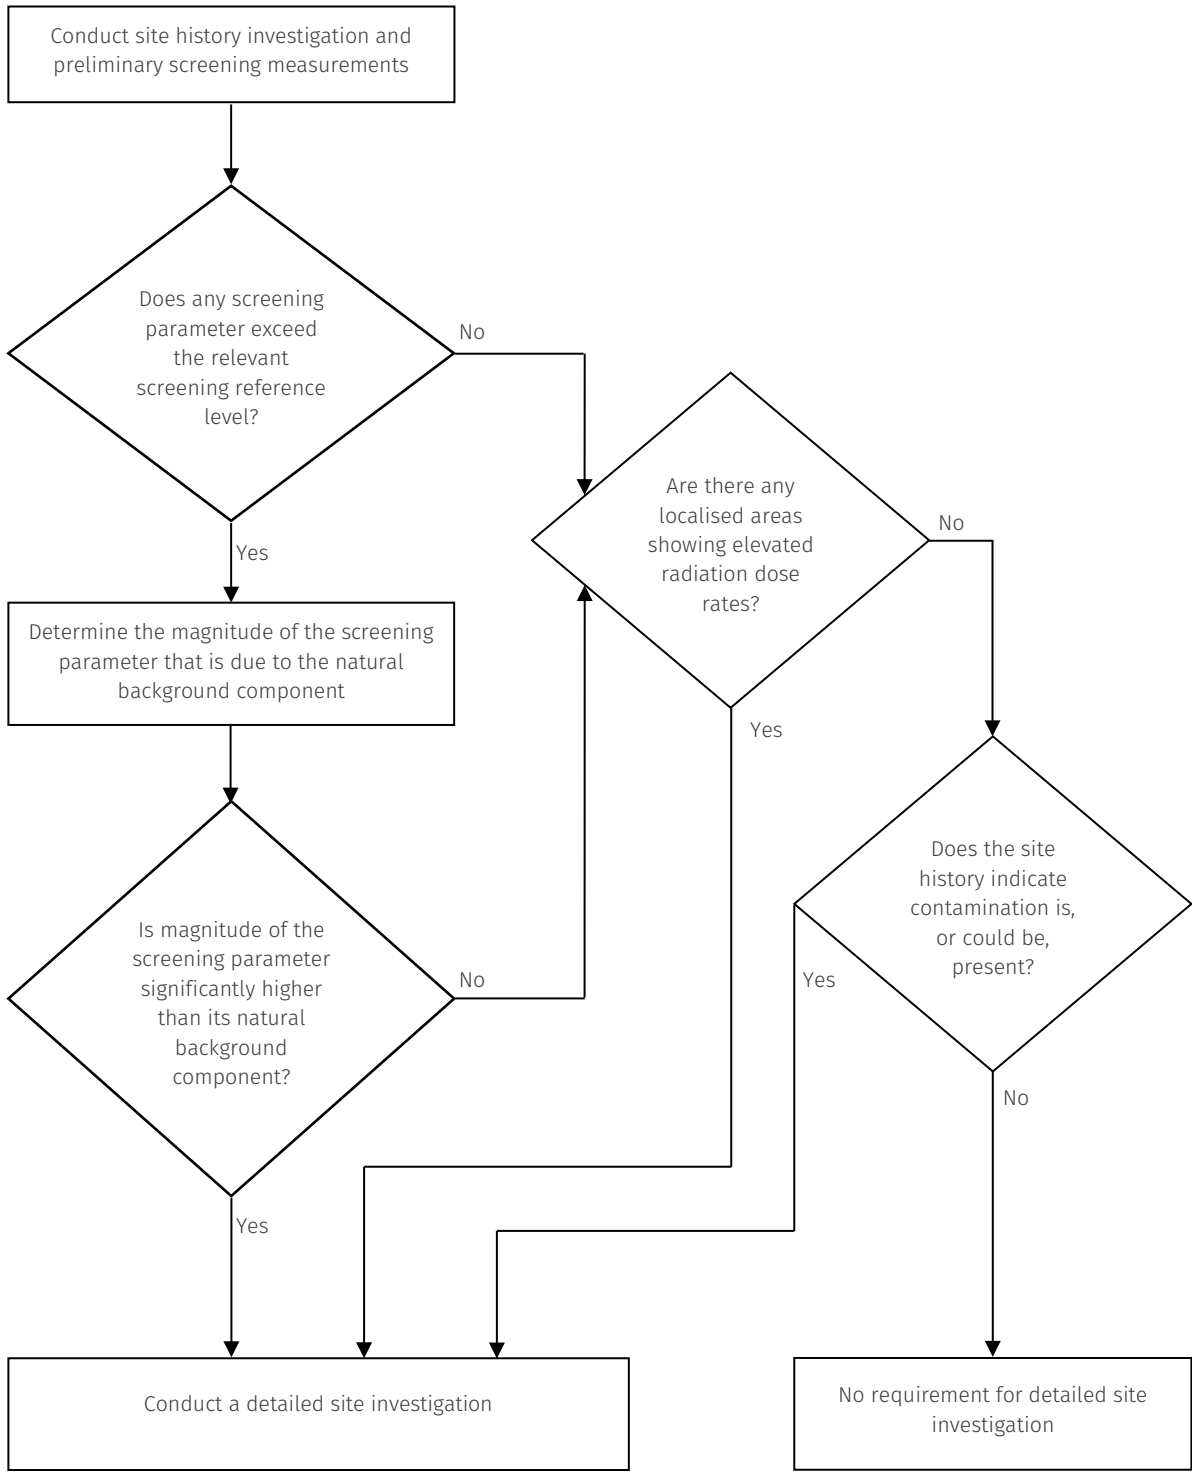 Conduct site history investigation and
preliminary screening measurements
Does any screening
parameter exceed
the relevant
screening reference
level?
No
Yes
Are there any
localised areas
showing elevated
radiation dose
rates?
No
Yes
Determine the magnitude of the screening
parameter that is due to the natural
background component
Is magnitude of the
screening parameter
significantly higher
than its natural
background
component?
No
Yes
Does the site
history indicate
contamination is,
or could be,
present?
Yes
No
Conduct a detailed site investigation
No requirement for detailed site
investigation